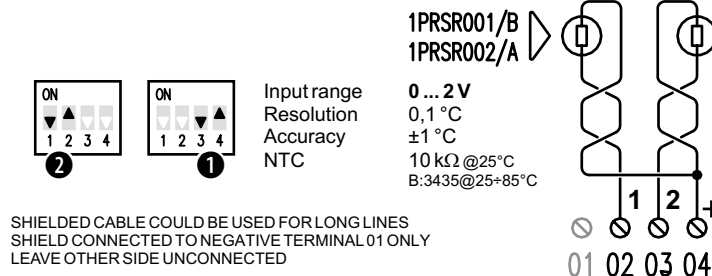 1PRSR001/B
1PRSR002/A
ON
1 2 3 4
2
ON
1 2 3 4
1
Input range 0 ... 2 V
Resolution 0,1 °C
Accuracy ±1 °C
NTC 10 kΩ @25°C
B:3435@25÷85°C
1 2 +
01 02 03 04
SHIELDED CABLE COULD BE USED FOR LONG LINES
SHIELD CONNECTED TO NEGATIVE TERMINAL 01 ONLY
LEAVE OTHER SIDE UNCONNECTED